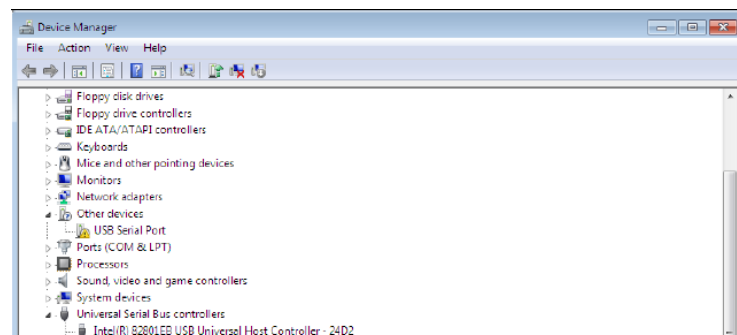 Device Manager
File Action View Help
Floppy disk drives
Floppy drive controllers
IDE ATA/ATAPI controllers
Keyboards
Mice and other pointing devices
Monitors
Network adapters
Other devices
USB Serial Port
Ports (COM & LPT)
Processors
Sound, video and game controllers
System devices
Universal Serial Bus controllers
Intel(R) 82801EB USB Universal Host Controller - 24D2